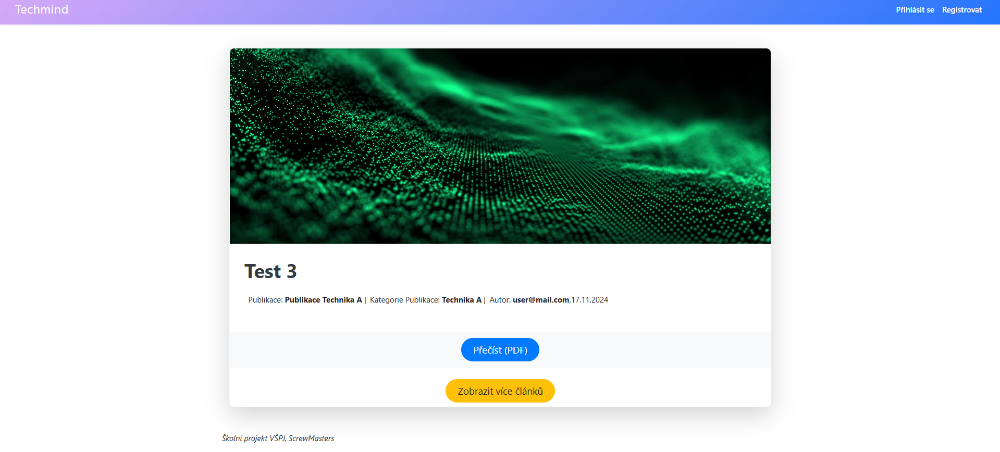 Techmind
Přihlásit se Registrovat
Test 3
Publikace: Publikace Technika A | Kategorie Publikace: Technika A | Autor: user@mail.com,17.11.2024
Přečíst (PDF)
Zobrazit více článků
Školní projekt VŠPJ, ScrewMasters